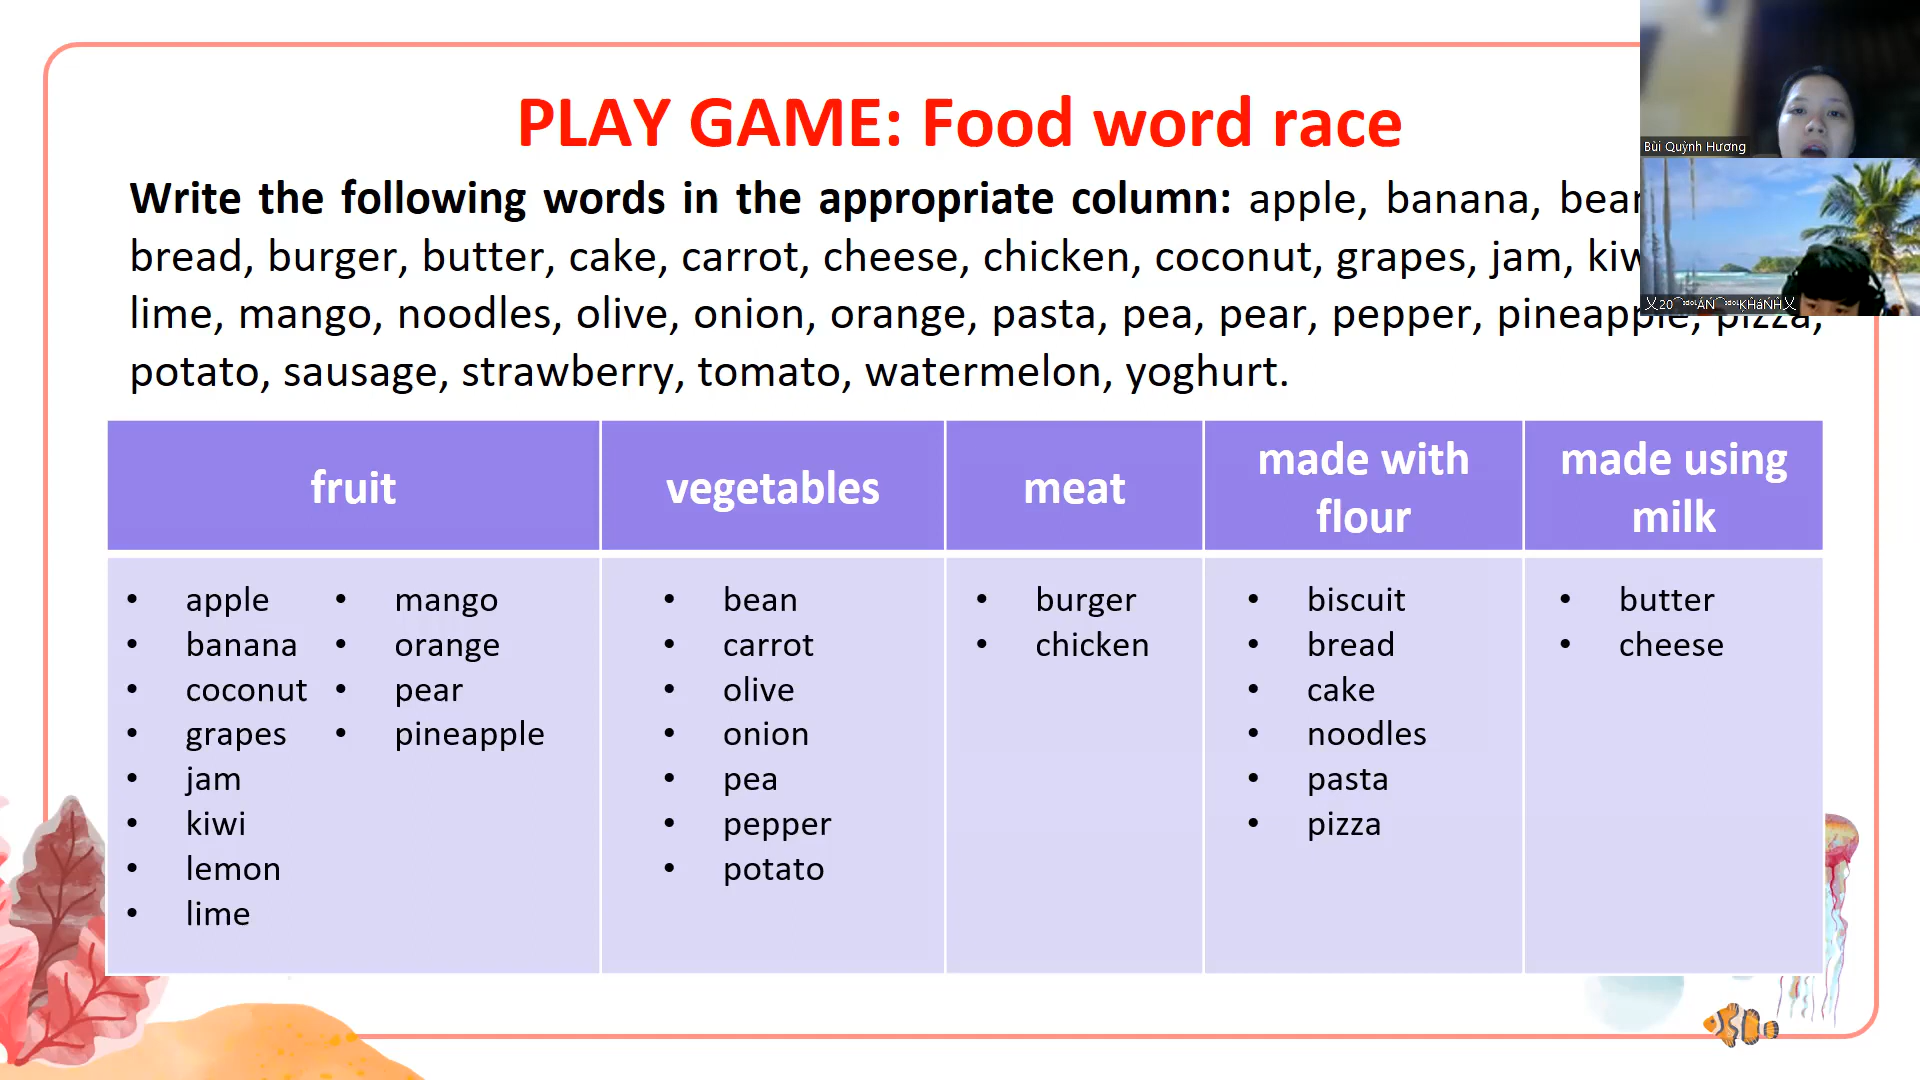 PLAY GAME: Food word race
Write the following words in the appropriate column: apple, banana, bean
bread, burger, butter, cake, carrot, cheese, chicken, coconut, grapes, jam,
lime, mango, noodles, olive, onion, orange, pasta, pea, pear, pepper, pineapple, pizza,
potato, sausage, strawberry, tomato, watermelon, yoghurt.
Bùi Quỳnh Hương
fruit
vegetables
meat
made with
flour
made using
milk
• apple
• banana
• coconut
• grapes
• jam
• kiwi
• lemon
• lime
• mango
• orange
• pear
• pineapple
• bean
• carrot
• olive
• onion
• pea
• pepper
• potato
• burger
• chicken
• biscuit
• bread
• cake
• noodles
• pasta
• pizza
• butter
• cheese